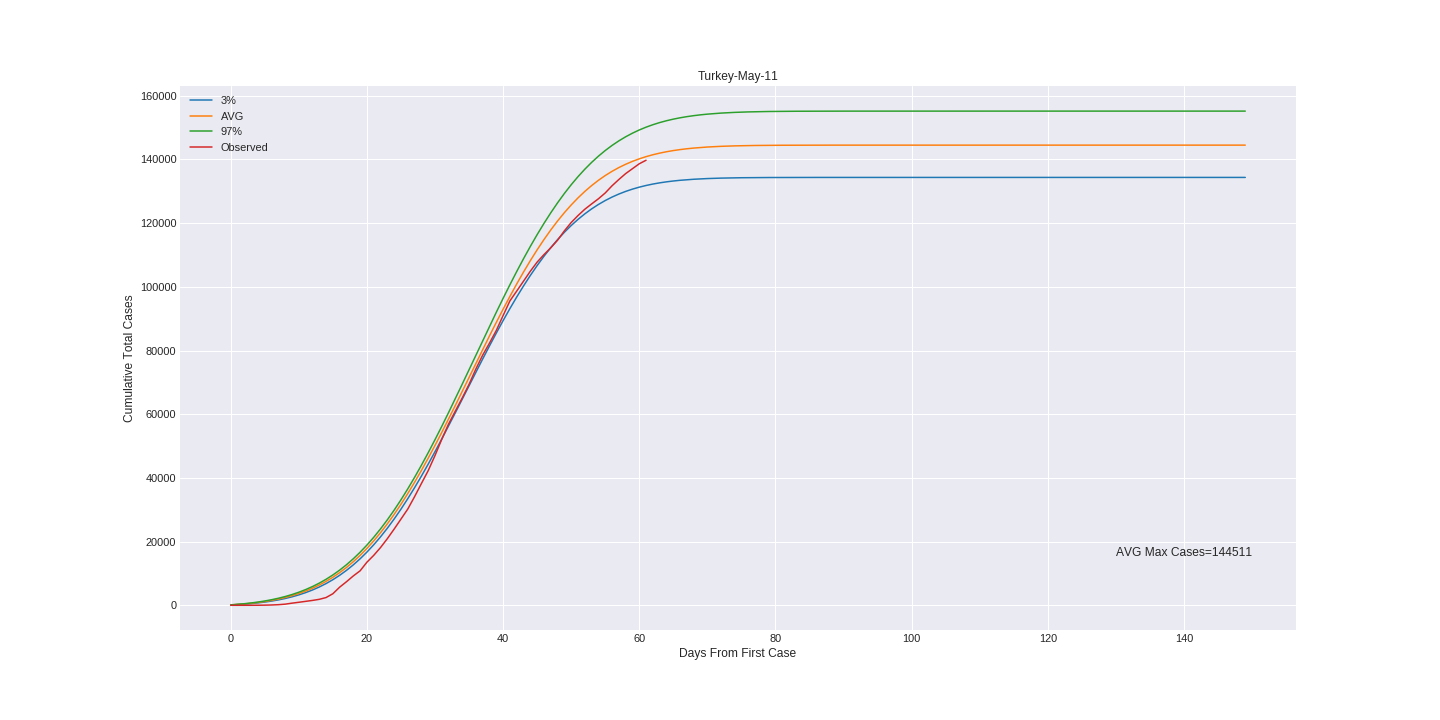 Turkey-May-11
3%
AVG
97%
Observed
160000
140000
120000
100000
80000
60000
40000
20000
0
Cumulative Total Cases
AVG Max Cases=144511
0 20 40 60 80 100 120 140
Days From First Case